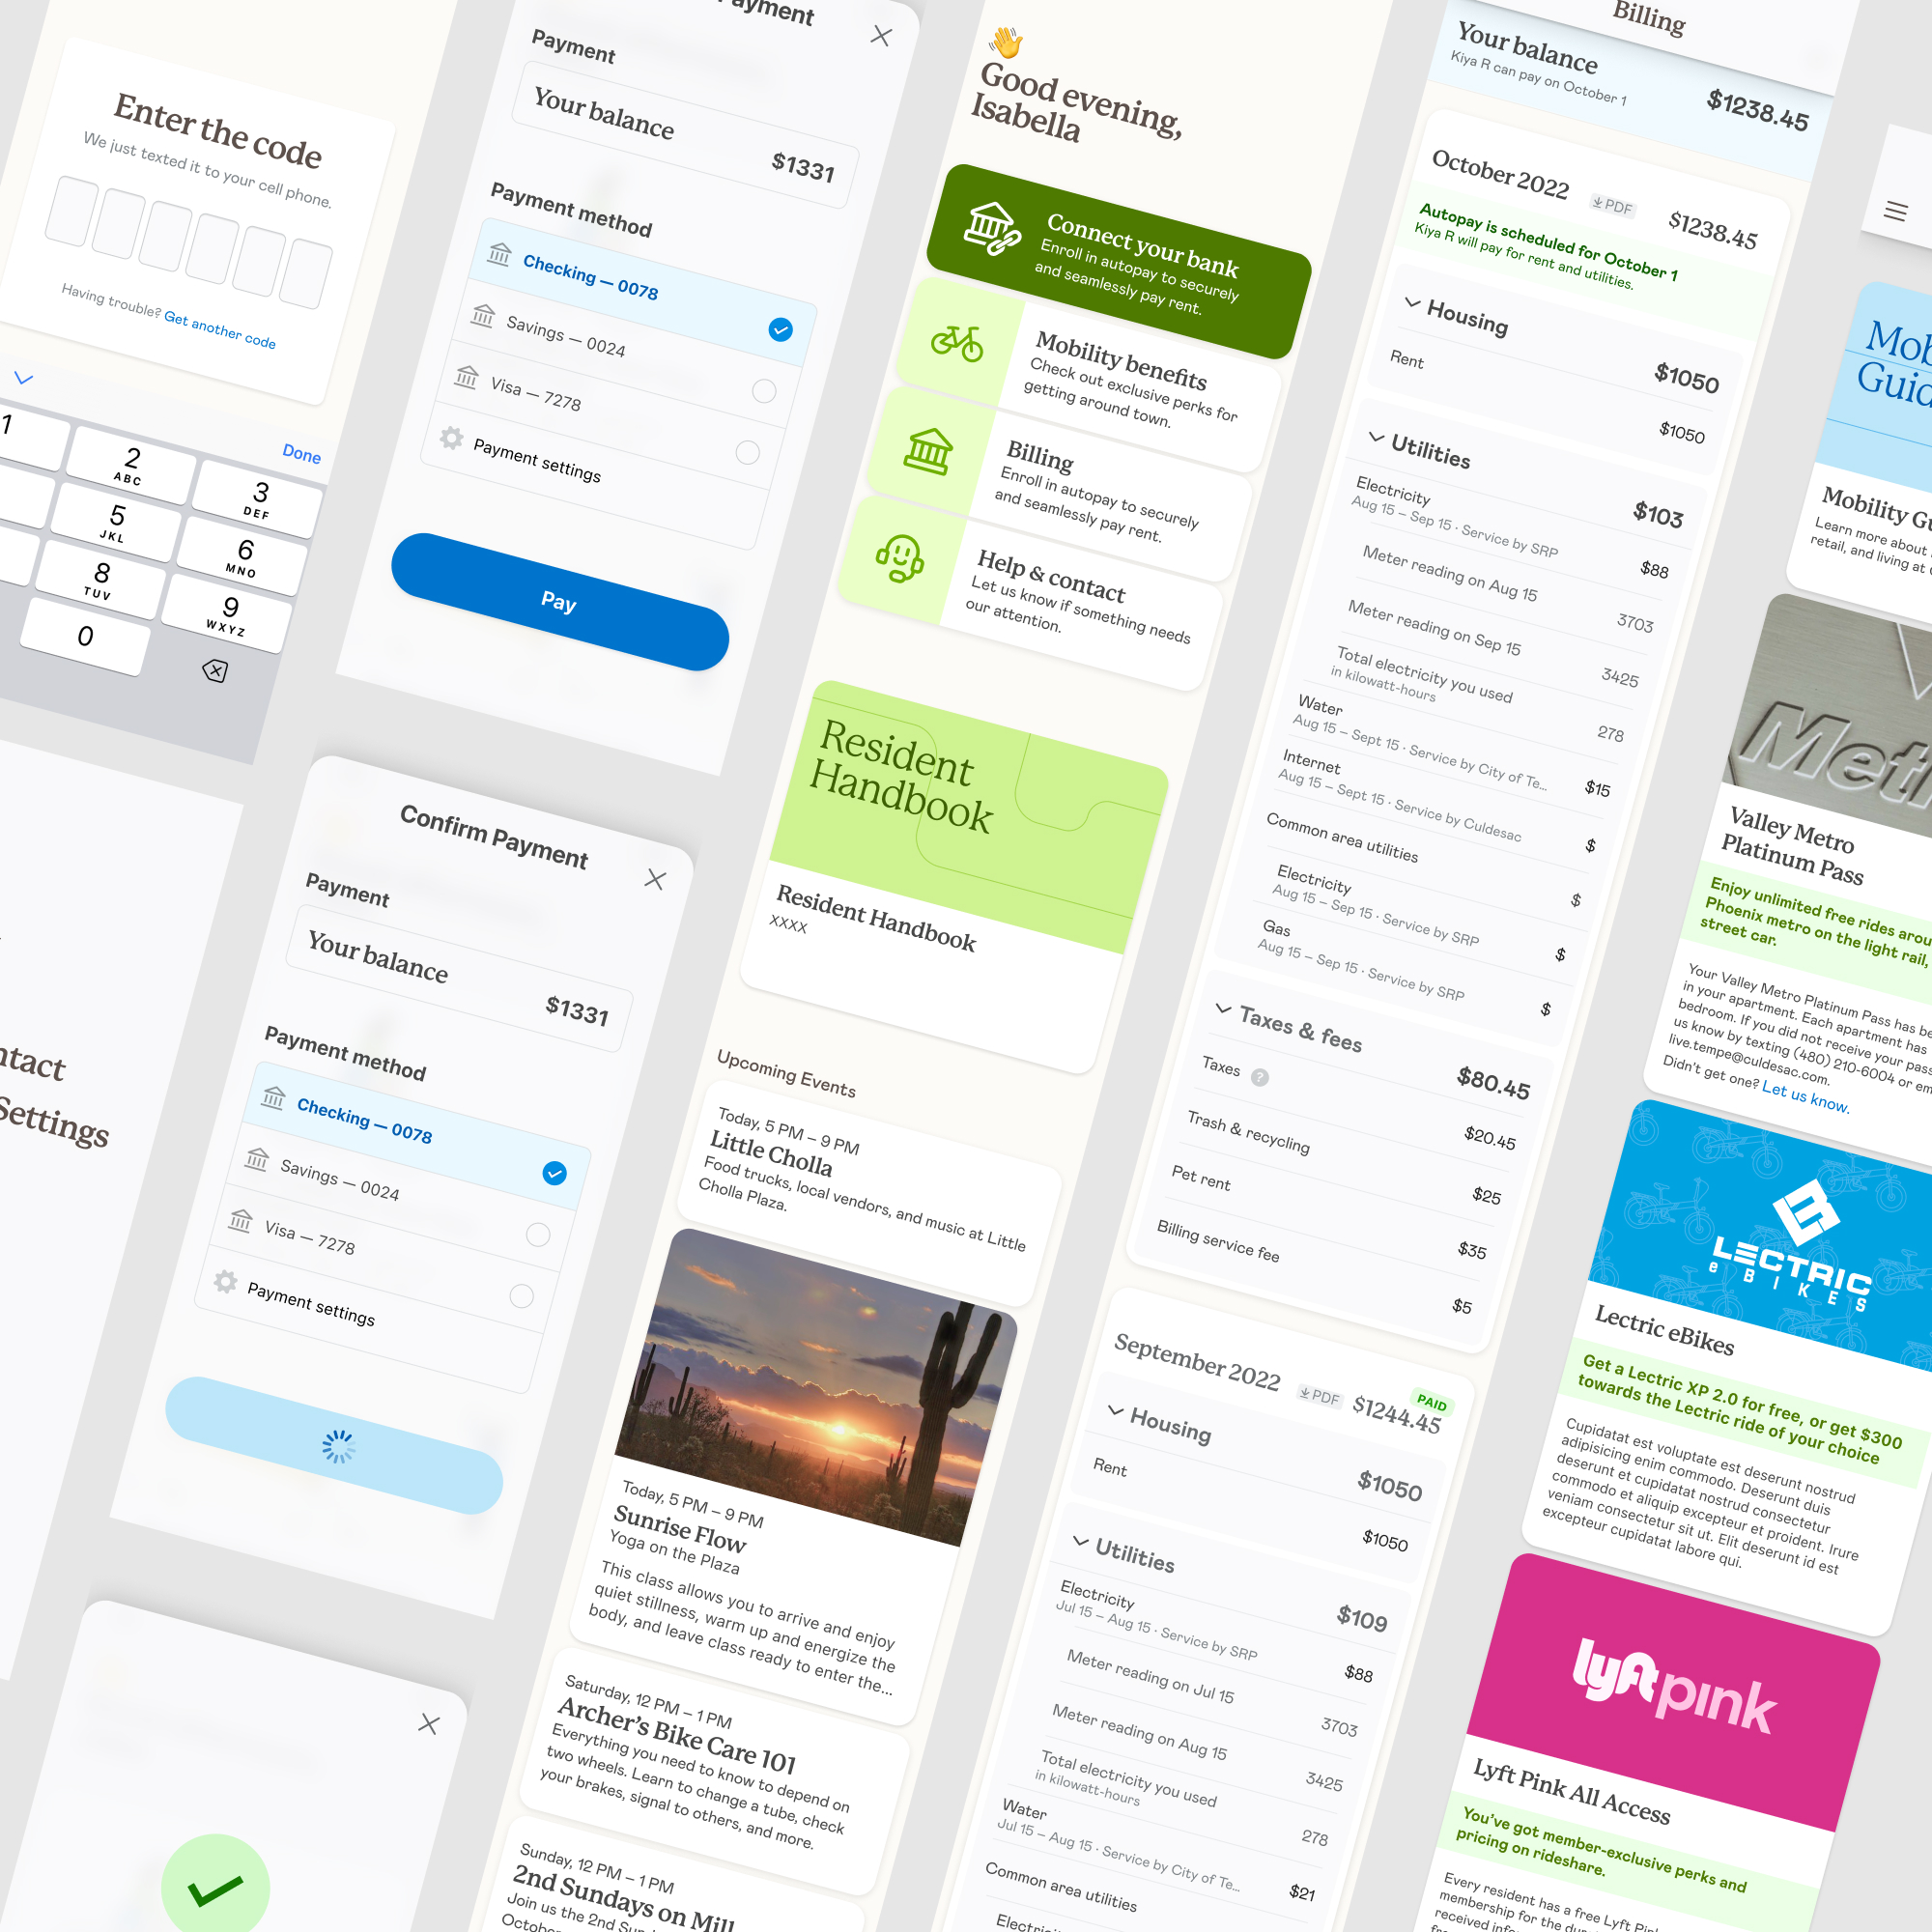 Enter the code
We just texted it to your cell phone.
Having trouble? Get another code
Done
1
2
ABC
3
DEF
5
JKL
6
MNO
8
TUV
9
WXYZ
0
Settings
Payment
Payment
Your balance
$1331
Payment method
Checking — 0078
Savings — 0024
Visa — 7278
Payment settings
Pay
Confirm Payment
Payment
Your balance
$1331
Payment method
Checking — 0078
Savings — 0024
Visa — 7278
Payment settings
👋
Good evening,
Isabella
Connect your bank
Enroll in autopay to securely
and seamlessly pay rent.
Mobility benefits
Check out exclusive perks for
getting around town.
Billing
Enroll in autopay to securely
and seamlessly pay rent.
Help & contact
Let us know if something needs
our attention.
Resident
Handbook
Resident Handbook
XXXX
Upcoming Events
Today, 5 PM – 9 PM
Little Cholla
Food trucks, local vendors, and music at Little
Cholla Plaza.
Today, 5 PM – 9 PM
Sunrise Flow
Yoga on the Plaza
This class allows you to arrive and enjoy
quiet stillness, warm up and energize the
body, and leave class ready to enter the...
Saturday, 12 PM – 1 PM
Archer's Bike Care 101
Everything you need to know to depend on
two wheels. Learn to change a tube, check
your brakes, signal to others, and more.
Sunday, 12 PM – 1 PM
2nd Sundays on Mill
Join us the 2nd
October
Billing
Your balance
Kiya R can pay on October 1
$1238.45
October 2022
PDF
$1238.45
Autopay is scheduled for October 1
Kiya R will pay for rent and utilities.
Housing
$1050
Rent
$1050
Utilities
$103
Electricity
Aug 15 – Sep 15 · Service by SRP
$88
Meter reading on Aug 15
3703
Meter reading on Sep 15
3425
Total electricity you used
in kilowatt-hours
278
Water
Aug 15 – Sept 15 · Service by City of Te...
$15
Internet
Aug 15 – Sept 15 · Service by Culdesac
$
Common area utilities
$
Electricity
Aug 15 – Sep 15 · Service by SRP
$
Gas
Aug 15 – Sep 15 · Service by SRP
$
Taxes & fees
$80.45
Taxes ?
$20.45
Trash & recycling
$25
Pet rent
$35
Billing service fee
$5
September 2022
PDF
PAID
$1244.45
Housing
$1050
Rent
$1050
Utilities
$109
Electricity
Jul 15 – Aug 15 · Service by SRP
$88
Meter reading on Jul 15
3703
Meter reading on Aug 15
3425
Total electricity you used
in kilowatt-hours
278
Water
Jul 15 – Aug 15 · Service by City of Te...
$21
Common area utilities
Mobility Gu
Learn more about
retail, and living at
Valley Metro
Platinum Pass
Enjoy unlimited free rides arou
Phoenix metro on the light rail,
street car.
Your Valley Metro Platinum Pass has be
in your apartment. Each apartment has
bedroom. If you did not receive your pass
us know by texting (480) 210-6004 or em
live.tempe@culdesac.com.
Didn't get one? Let us know.
LECTRIC
eBIKES
Lectric eBikes
Get a Lectric XP 2.0 for free, or get $300
towards the Lectric ride of your choice
Cupidatat est voluptate est deserunt nostrud
adipisicing enim commodo. Deserunt duis
deserunt et cupidatat nostrud consectetur
commodo et aliquip excepteur et proident. Irure
veniam consectetur sit ut. Elit deserunt id est
excepteur cupidatat labore qui.
lyft pink
Lyft Pink All Access
You've got member-exclusive perks and
pricing on rideshare.
Every resident has a free Lyft Pin
membership for the du
received info